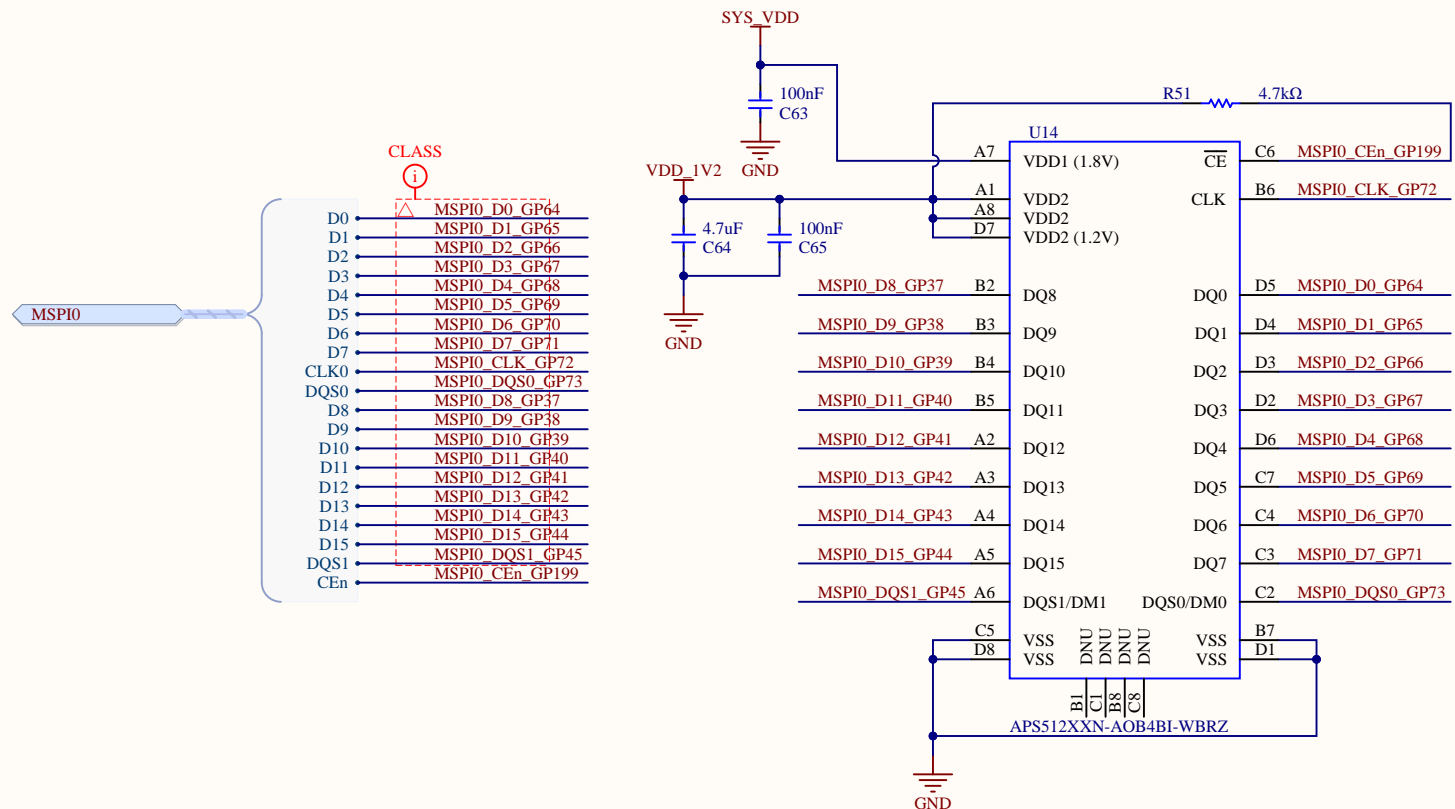 SYS_VDD
100nF
C63
GND
R51
4.7kΩ
CLASS
i
MSPI0
D0 MSPI0_D0_GP64
D1 MSPI0_D1_GP65
D2 MSPI0_D2_GP66
D3 MSPI0_D3_GP67
D4 MSPI0_D4_GP68
D5 MSPI0_D5_GP69
D6 MSPI0_D6_GP70
D7 MSPI0_D7_GP71
CLK0 MSPI0_CLK_GP72
DQS0 MSPI0_DQS0_GP73
D8 MSPI0_D8_GP37
D9 MSPI0_D9_GP38
D10 MSPI0_D10_GP39
D11 MSPI0_D11_GP40
D12 MSPI0_D12_GP41
D13 MSPI0_D13_GP42
D14 MSPI0_D14_GP43
D15 MSPI0_D15_GP44
DQS1 MSPI0_DQS1_GP45
CEn MSPI0_CEn_GP199
VDD_1V2
4.7uF
C64
100nF
C65
GND
U14
A7 VDD1 (1.8V) CE C6 MSPI0_CEn_GP199
A1 VDD2 CLK B6 MSPI0_CLK_GP72
A8 VDD2
D7 VDD2 (1.2V)
MSPI0_D8_GP37 B2 DQ8 DQ0 D5 MSPI0_D0_GP64
MSPI0_D9_GP38 B3 DQ9 DQ1 D4 MSPI0_D1_GP65
MSPI0_D10_GP39 B4 DQ10 DQ2 D3 MSPI0_D2_GP66
MSPI0_D11_GP40 B5 DQ11 DQ3 D2 MSPI0_D3_GP67
MSPI0_D12_GP41 A2 DQ12 DQ4 D6 MSPI0_D4_GP68
MSPI0_D13_GP42 A3 DQ13 DQ5 C7 MSPI0_D5_GP69
MSPI0_D14_GP43 A4 DQ14 DQ6 C4 MSPI0_D6_GP70
MSPI0_D15_GP44 A5 DQ15 DQ7 C3 MSPI0_D7_GP71
MSPI0_DQS1_GP45 A6 DQS1/DM1 DQS0/DM0 C2 MSPI0_DQS0_GP73
C5 VSS DNU DNU DNU DNU VSS B7
D8 VSS VSS D1
B1 C1 B8 C8
APS512XXN-AOB4BI-WBRZ
GND